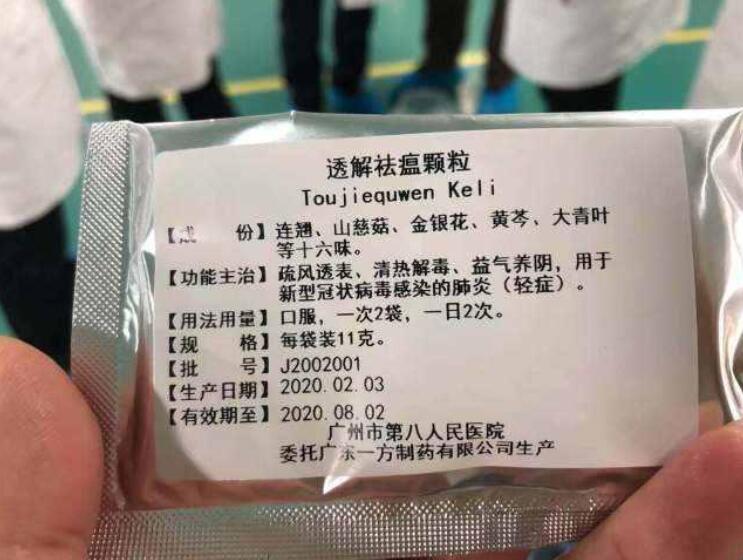 透解祛瘟颗粒
Toujiequwen Keli
【成 份】连翘、山慈菇、金银花、黄芩、大青叶
等十六味。
【功能主治】疏风透表、清热解毒、益气养阴，用于
新型冠状病毒感染的肺炎（轻症）。
【用法用量】口服，一次2袋，一日2次。
【规 格】每袋装11克。
【批 号】J2002001
【生产日期】2020.02.03
【有效期至】2020.08.02
广州市第八人民医院
委托广东一方制药有限公司生产